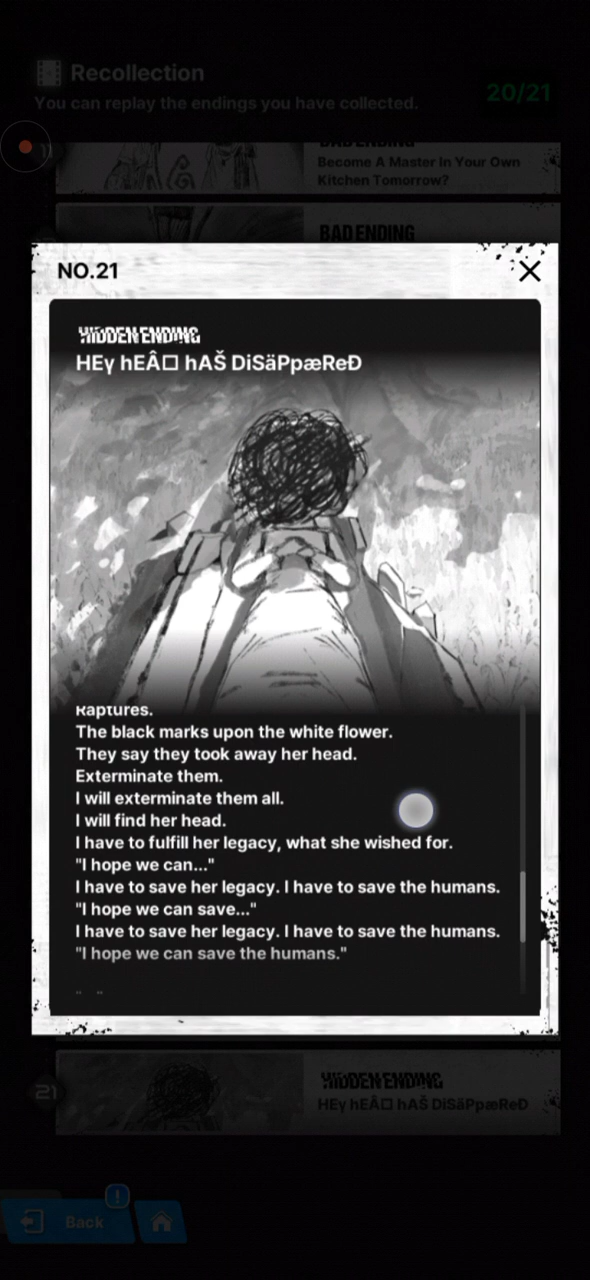 Recollection
You can replay the endings you have collected.
20/21
BAD ENDING
Become A Master In Your Own
Kitchen Tomorrow?
BAD ENDING
NO.21
HIDDEN ENDING
HEγ hEÂ□ hAŠ DiSäPpæReÐ
Raptures.
The black marks upon the white flower.
They say they took away her head.
Exterminate them.
I will exterminate them all.
I will find her head.
I have to fulfill her legacy, what she wished for.
"I hope we can..."
I have to save her legacy. I have to save the humans.
"I hope we can save..."
I have to save her legacy. I have to save the humans.
"I hope we can save the humans."
21
HIDDEN ENDING
HEγ hEÂ□ hAŠ DiSäPpæReÐ
!
Back